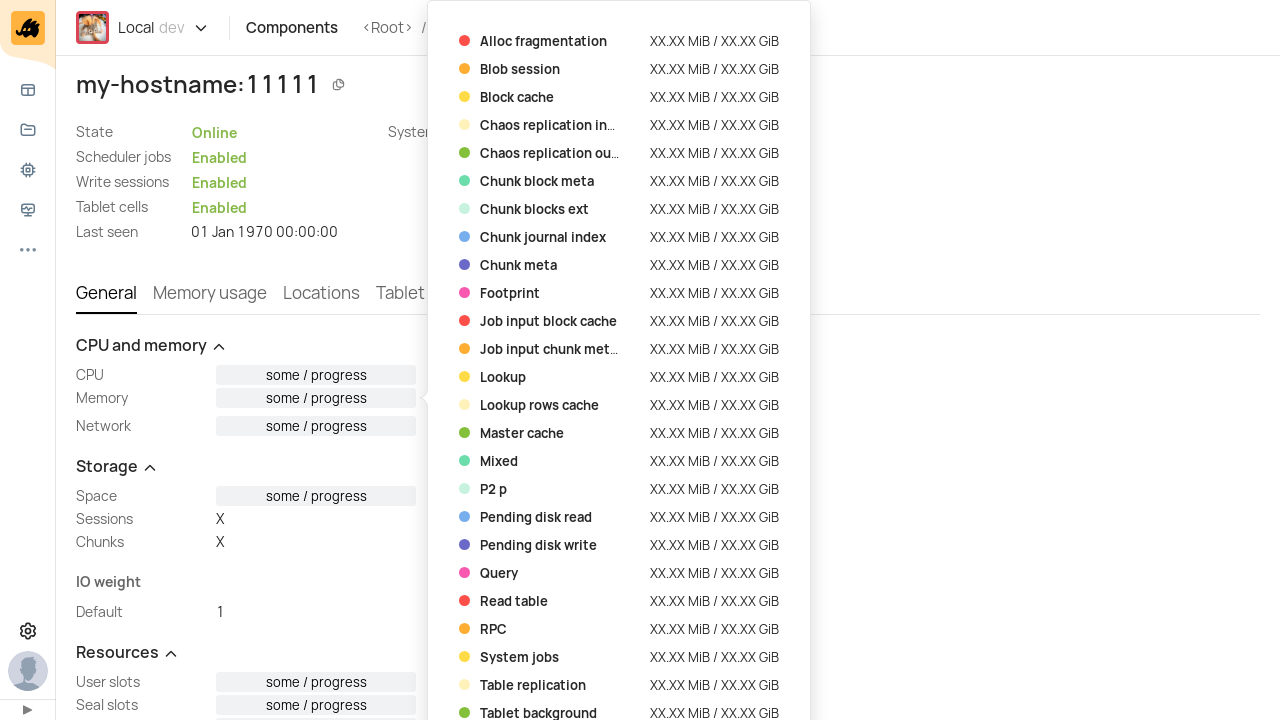 Local dev
Components
<Root> /
my-hostname:11111
State Online
System
Scheduler jobs Enabled
Write sessions Enabled
Tablet cells Enabled
Last seen 01 Jan 1970 00:00:00
General Memory usage Locations Tablet
CPU and memory
CPU some / progress
Memory some / progress
Network some / progress
Storage
Space some / progress
Sessions X
Chunks X
IO weight
Default 1
Resources
User slots some / progress
Seal slots some / progress
Alloc fragmentation XX.XX MiB / XX.XX GiB
Blob session XX.XX MiB / XX.XX GiB
Block cache XX.XX MiB / XX.XX GiB
Chaos replication in… XX.XX MiB / XX.XX GiB
Chaos replication ou… XX.XX MiB / XX.XX GiB
Chunk block meta XX.XX MiB / XX.XX GiB
Chunk blocks ext XX.XX MiB / XX.XX GiB
Chunk journal index XX.XX MiB / XX.XX GiB
Chunk meta XX.XX MiB / XX.XX GiB
Footprint XX.XX MiB / XX.XX GiB
Job input block cache XX.XX MiB / XX.XX GiB
Job input chunk met… XX.XX MiB / XX.XX GiB
Lookup XX.XX MiB / XX.XX GiB
Lookup rows cache XX.XX MiB / XX.XX GiB
Master cache XX.XX MiB / XX.XX GiB
Mixed XX.XX MiB / XX.XX GiB
P2 p XX.XX MiB / XX.XX GiB
Pending disk read XX.XX MiB / XX.XX GiB
Pending disk write XX.XX MiB / XX.XX GiB
Query XX.XX MiB / XX.XX GiB
Read table XX.XX MiB / XX.XX GiB
RPC XX.XX MiB / XX.XX GiB
System jobs XX.XX MiB / XX.XX GiB
Table replication XX.XX MiB / XX.XX GiB
Tablet background XX.XX MiB / XX.XX GiB